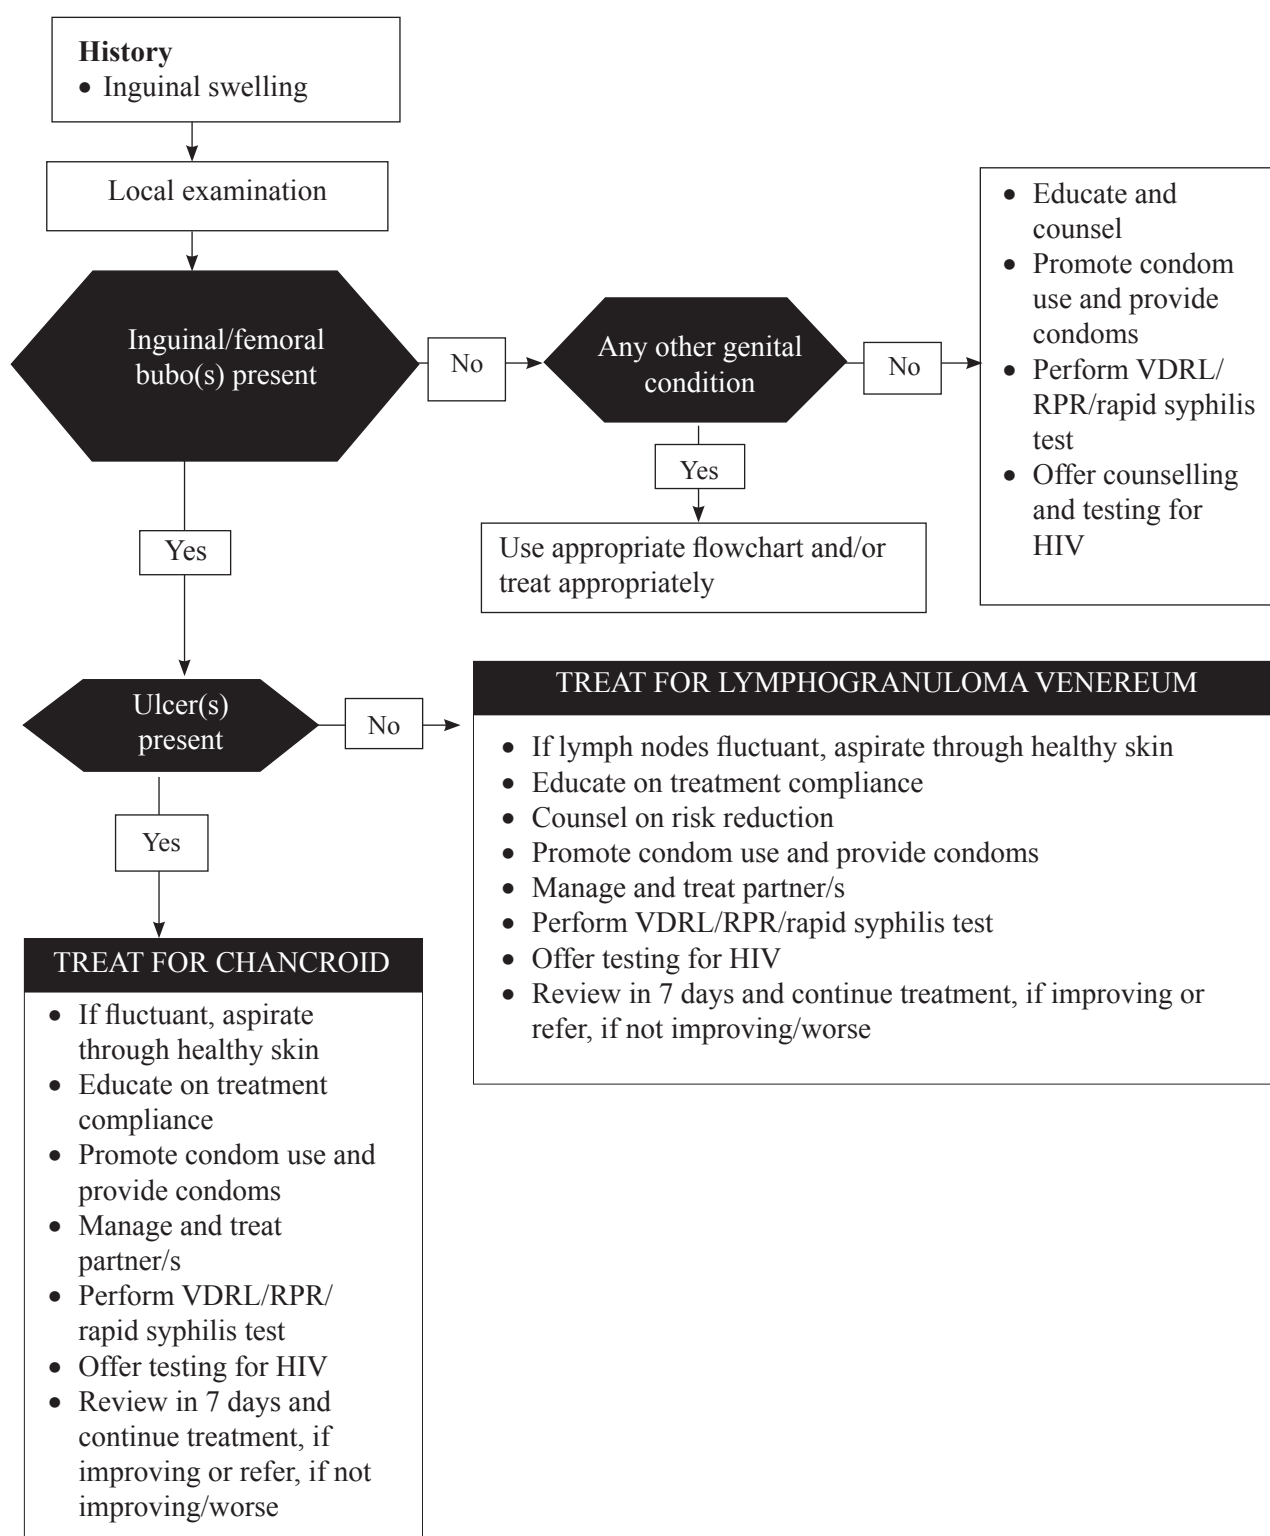 History
• Inguinal swelling
Local examination
Inguinal/femoral
bubo(s) present
No
Any other genital
condition
No
• Educate and
counsel
• Promote condom
use and provide
condoms
• Perform VDRL/
RPR/rapid syphilis
test
• Offer counselling
and testing for
HIV
Yes
Use appropriate flowchart and/or
treat appropriately
Yes
Ulcer(s)
present
No
TREAT FOR LYMPHOGRANULOMA VENEREUM
• If lymph nodes fluctuant, aspirate through healthy skin
• Educate on treatment compliance
• Counsel on risk reduction
• Promote condom use and provide condoms
• Manage and treat partner/s
• Perform VDRL/RPR/rapid syphilis test
• Offer testing for HIV
• Review in 7 days and continue treatment, if improving or
refer, if not improving/worse
Yes
TREAT FOR CHANCROID
• If fluctuant, aspirate
through healthy skin
• Educate on treatment
compliance
• Promote condom use and
provide condoms
• Manage and treat
partner/s
• Perform VDRL/RPR/
rapid syphilis test
• Offer testing for HIV
• Review in 7 days and
continue treatment, if
improving or refer, if not
improving/worse